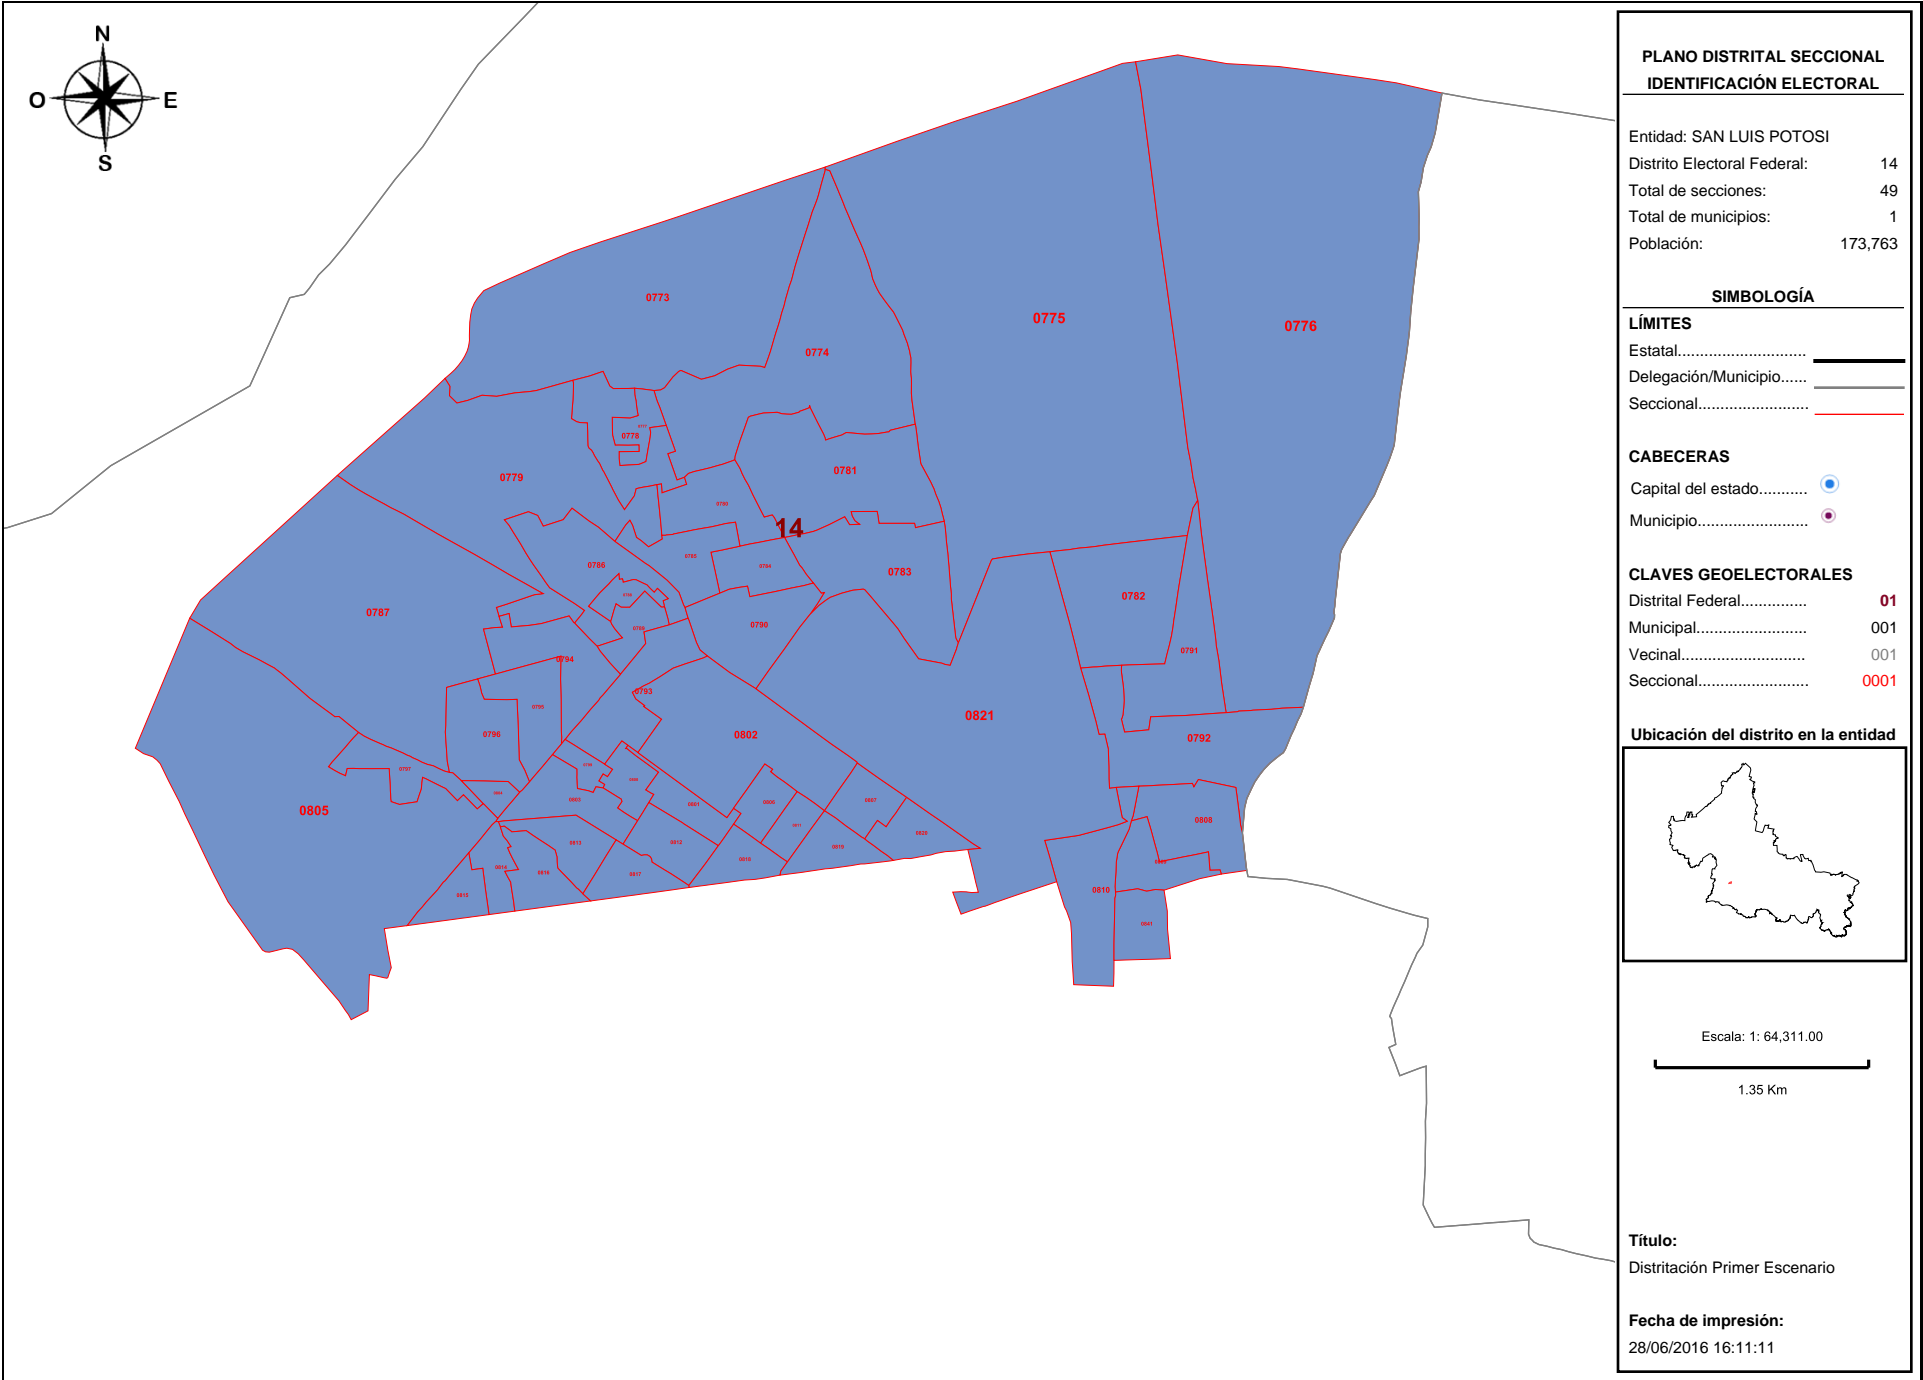 N
O E
S
0773
0775
0776
0774
0778
0781
0779
14
0786
0783
0782
0787
0790
0791
0794
0793
0821
0796
0802
0792
0805
0808
0810
PLANO DISTRITAL SECCIONAL
IDENTIFICACIÓN ELECTORAL
Entidad: SAN LUIS POTOSI
Distrito Electoral Federal: 14
Total de secciones: 49
Total de municipios: 1
Población: 173,763
SIMBOLOGÍA
LÍMITES
Estatal.............................
Delegación/Municipio......
Seccional.........................
CABECERAS
Capital del estado...........
Municipio.........................
CLAVES GEOELECTORALES
Distrital Federal............... 01
Municipal......................... 001
Vecinal............................ 001
Seccional......................... 0001
Ubicación del distrito en la entidad
Escala: 1: 64,311.00
1.35 Km
Título:
Distritación Primer Escenario
Fecha de impresión:
28/06/2016 16:11:11